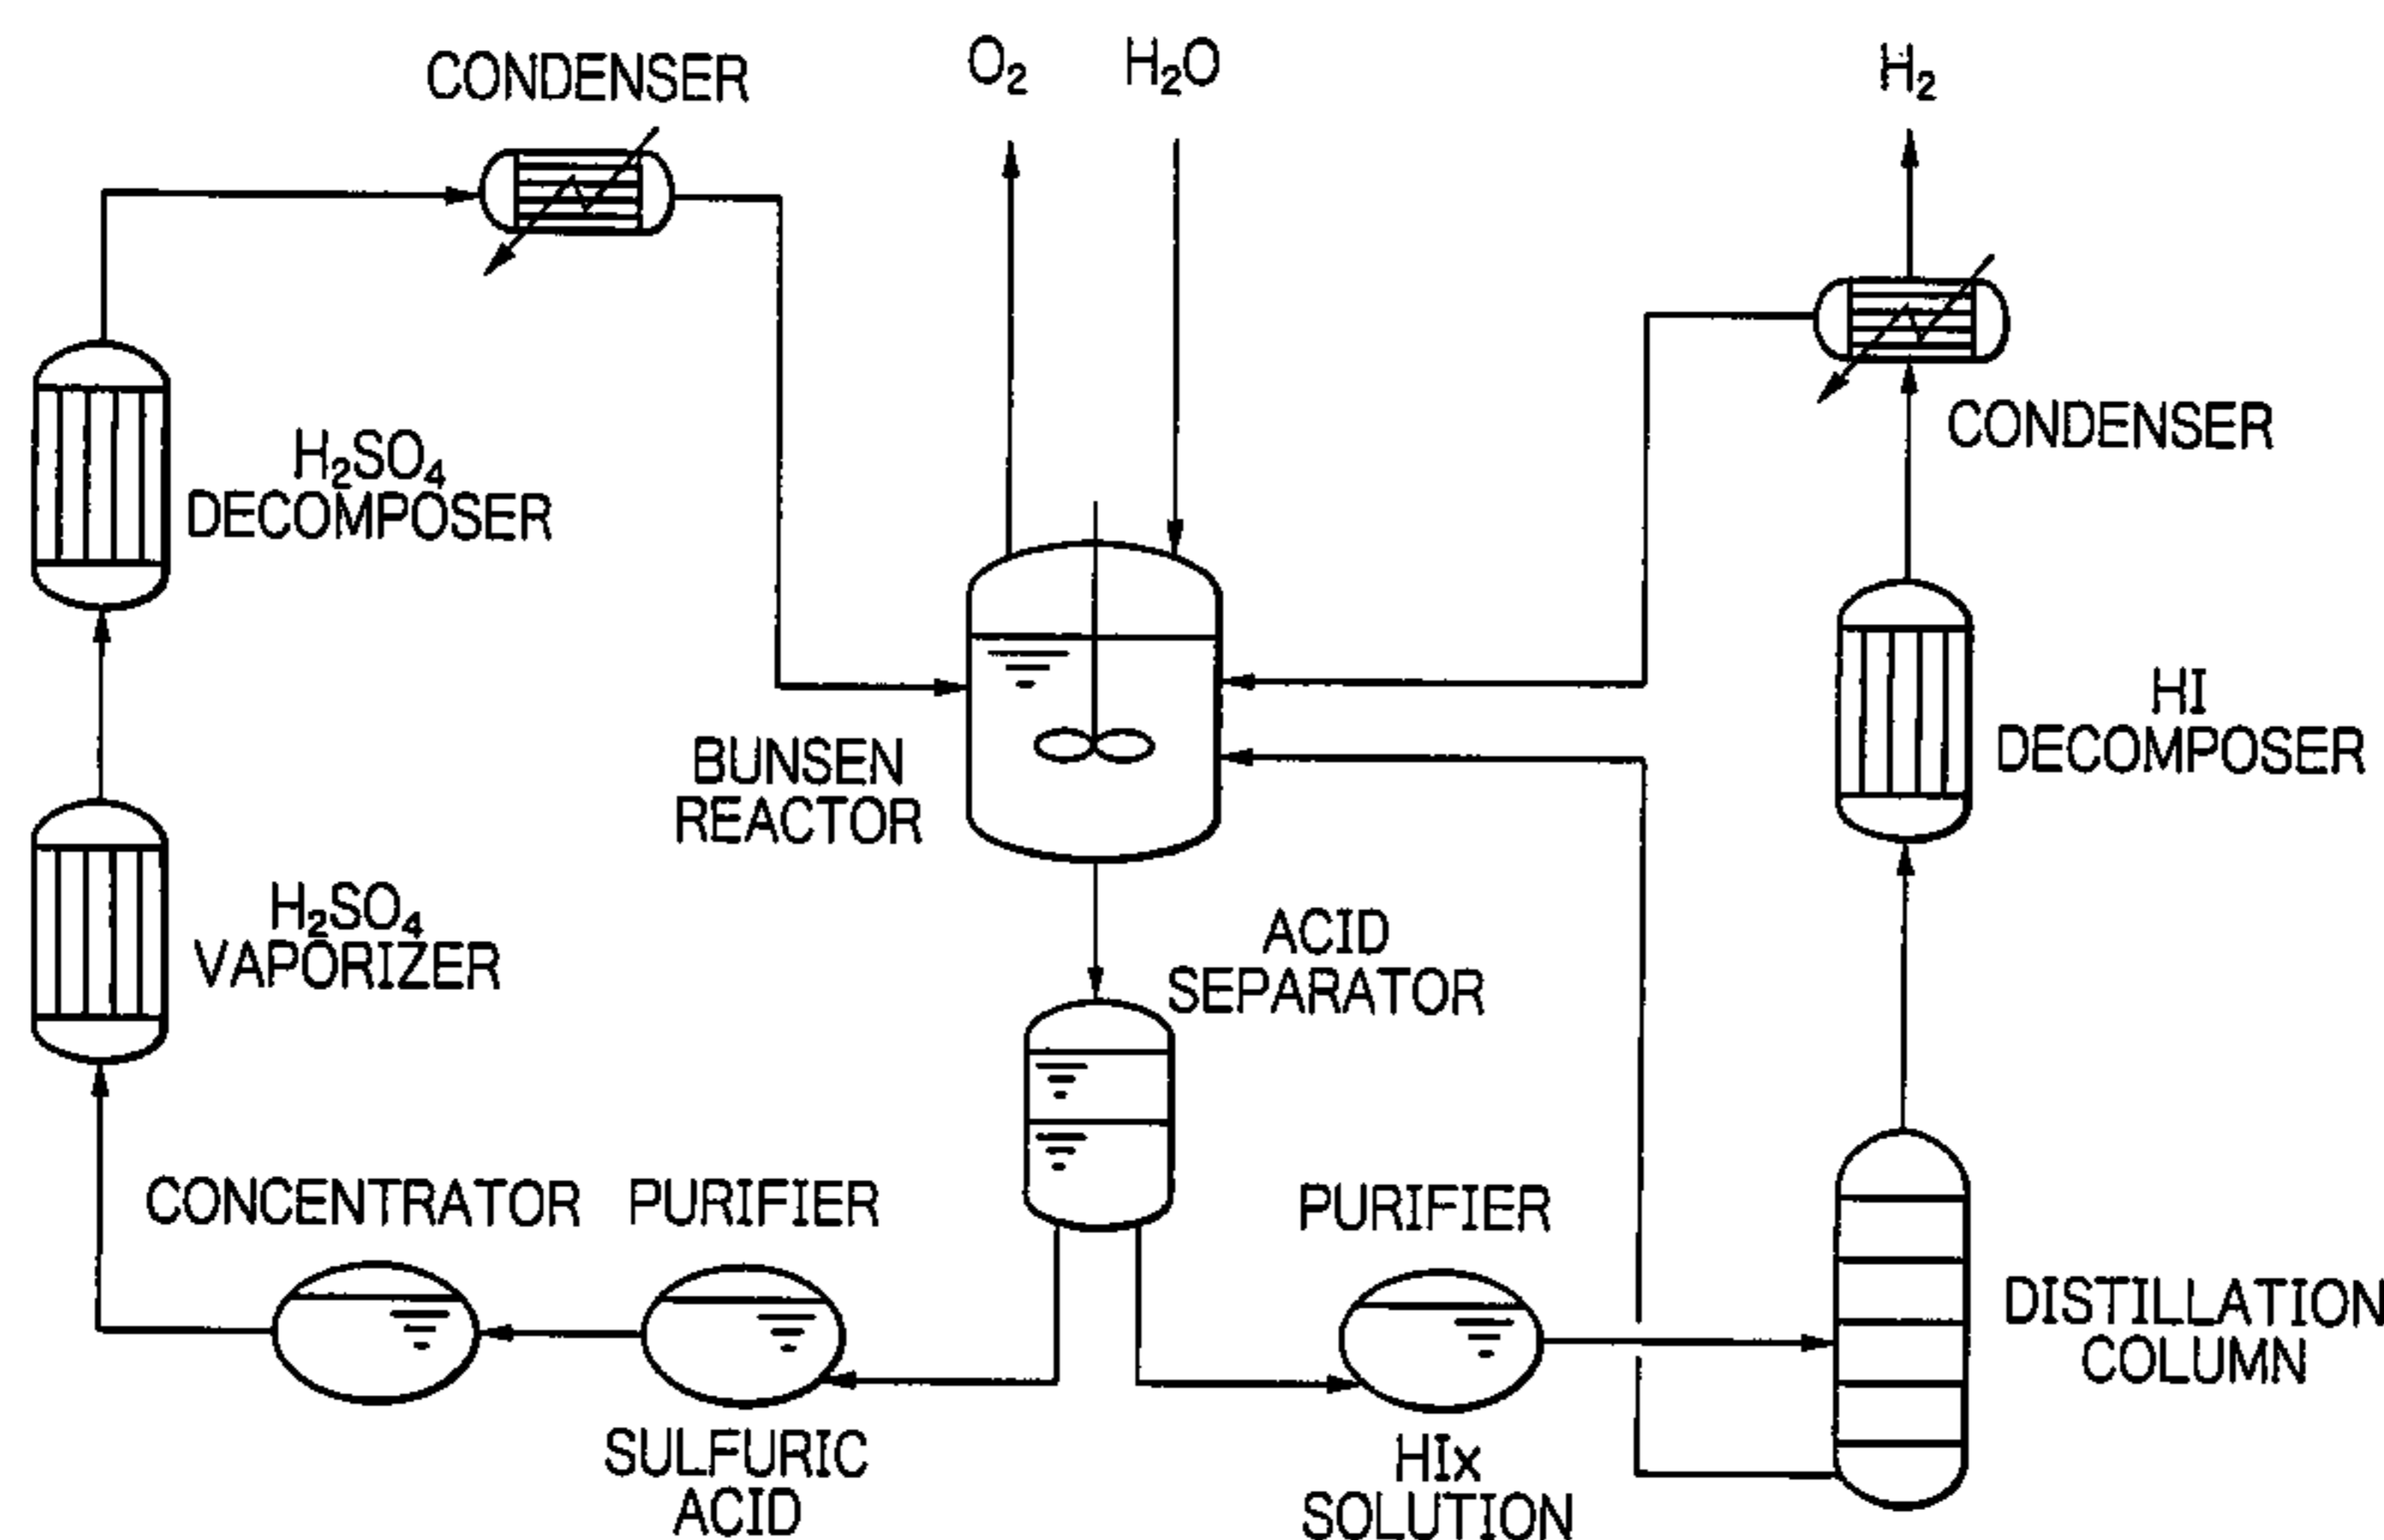 CONDENSER
O₂
H₂O
H₂
CONDENSER
H₂SO₄
DECOMPOSER
HI
DECOMPOSER
BUNSEN
REACTOR
H₂SO₄
VAPORIZER
ACID
SEPARATOR
CONCENTRATOR
PURIFIER
PURIFIER
DISTILLATION
COLUMN
SULFURIC
ACID
HIx
SOLUTION